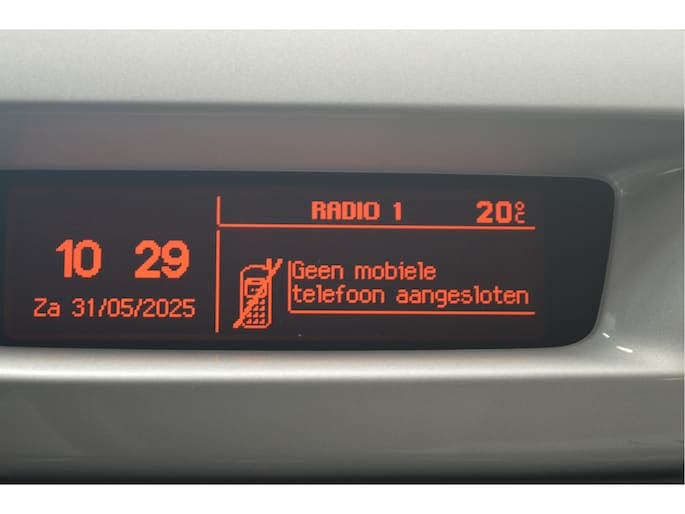 RADIO 1 20°C
10 29
Za 31/05/2025
Geen mobiele
telefoon aangesloten